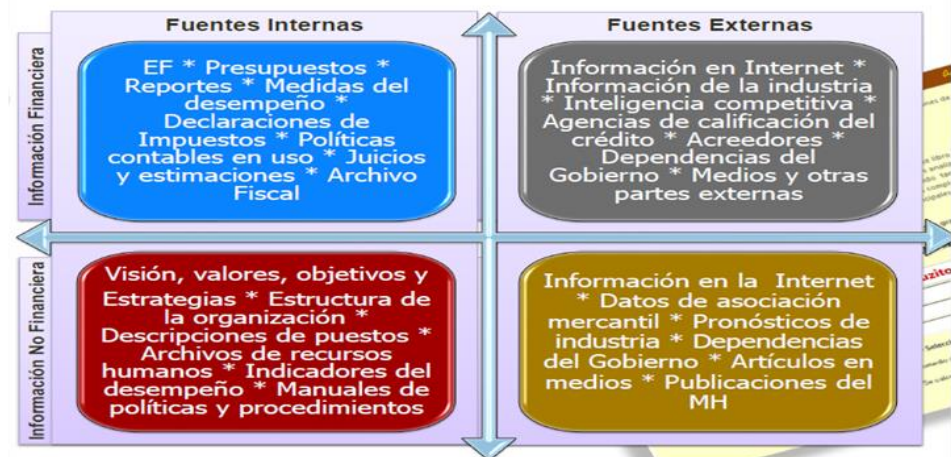 Fuentes Internas
Fuentes Externas
Información Financiera
EF * Presupuestos *
Reportes * Medidas del
desempeño *
Declaraciones de
Impuestos * Políticas
contables en uso * Juicios
y estimaciones * Archivo
Fiscal
Información en Internet *
Información de la industria
* Inteligencia competitiva *
Agencias de calificación del
crédito * Acreedores *
Dependencias del
Gobierno * Medios y otras
partes externas
Información No Financiera
Visión, valores, objetivos y
Estrategias * Estructura de
la organización *
Descripciones de puestos *
Archivos de recursos
humanos * Indicadores del
desempeño * Manuales de
políticas y procedimientos
Información en la Internet
* Datos de asociación
mercantil * Pronósticos de
industria * Dependencias
del Gobierno * Artículos en
medios * Publicaciones del
MH